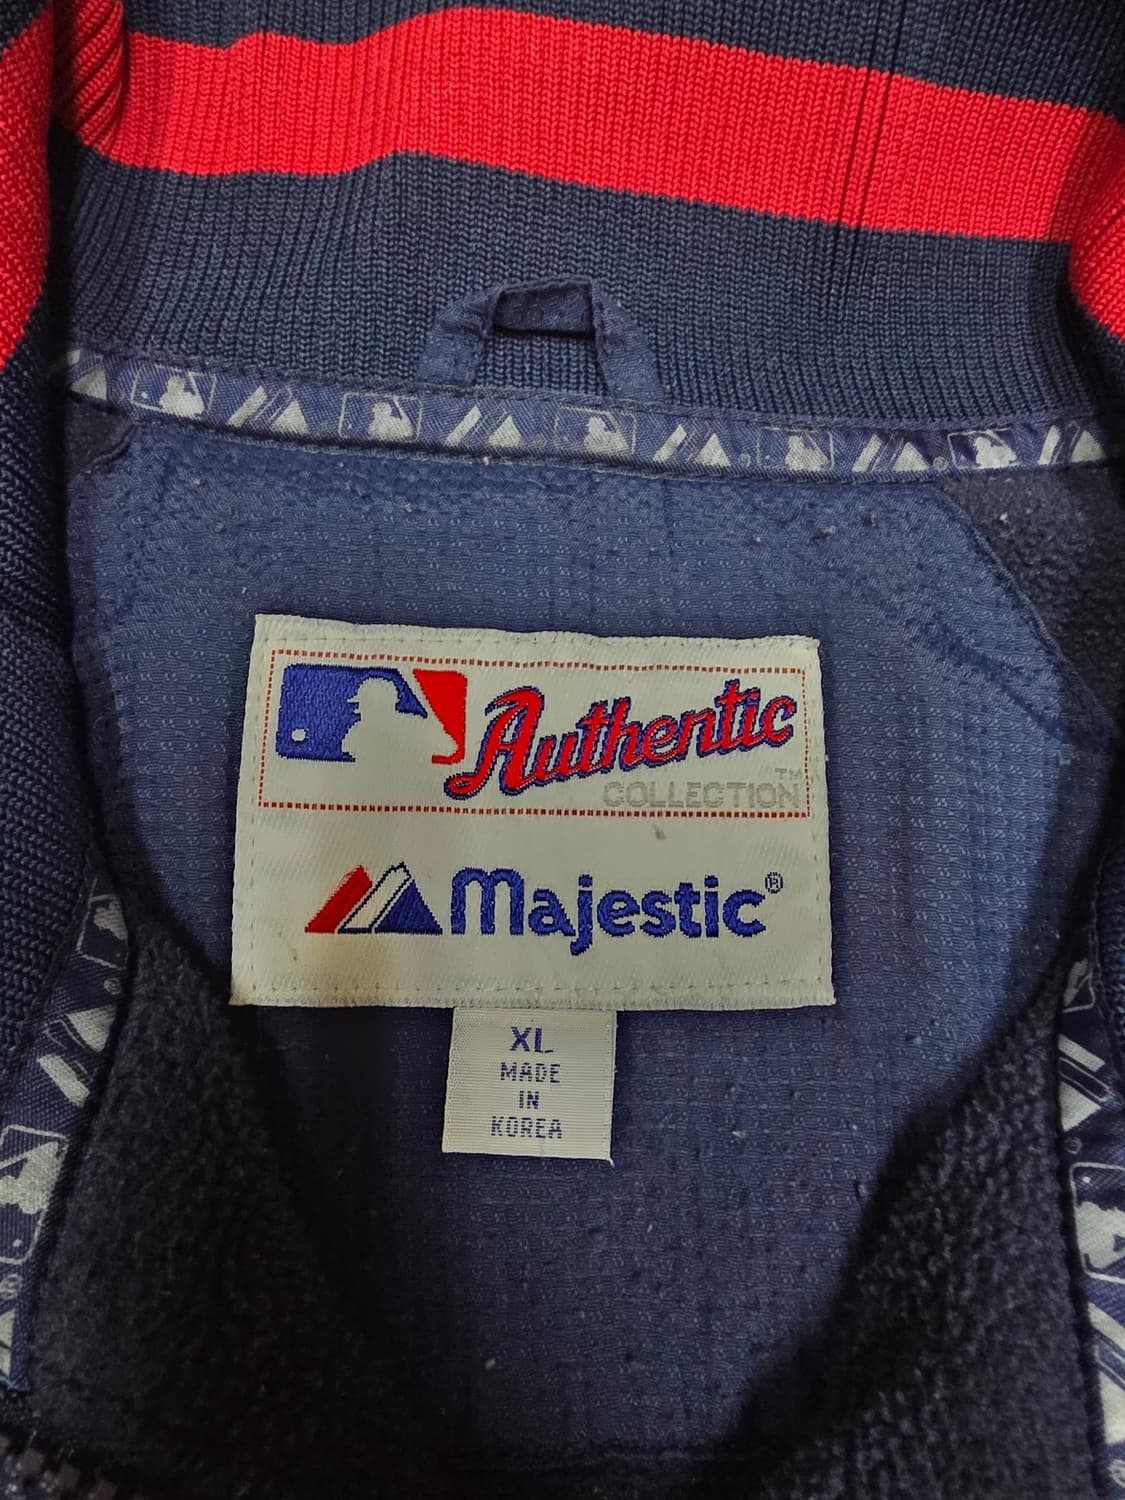 Authentic
COLLECTION™
Majestic®
XL
MADE
IN
KOREA